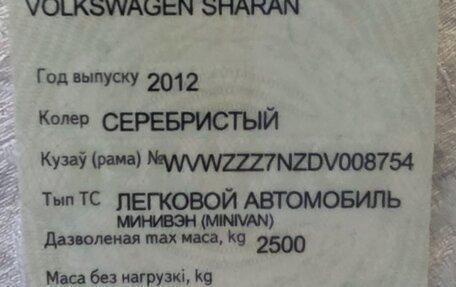 VOLKSWAGEN SHARAN
Год выпуску 2012
Колер СЕРЕБРИСТЫЙ
Кузаў (рама) № WVWZZZ7NZDV008754
Тып ТС ЛЕГКОВОЙ АВТОМОБИЛЬ
МИНИВЭН (MINIVAN)
Дазволеная max маса, kg 2500
Маса без нагрузкі, kg